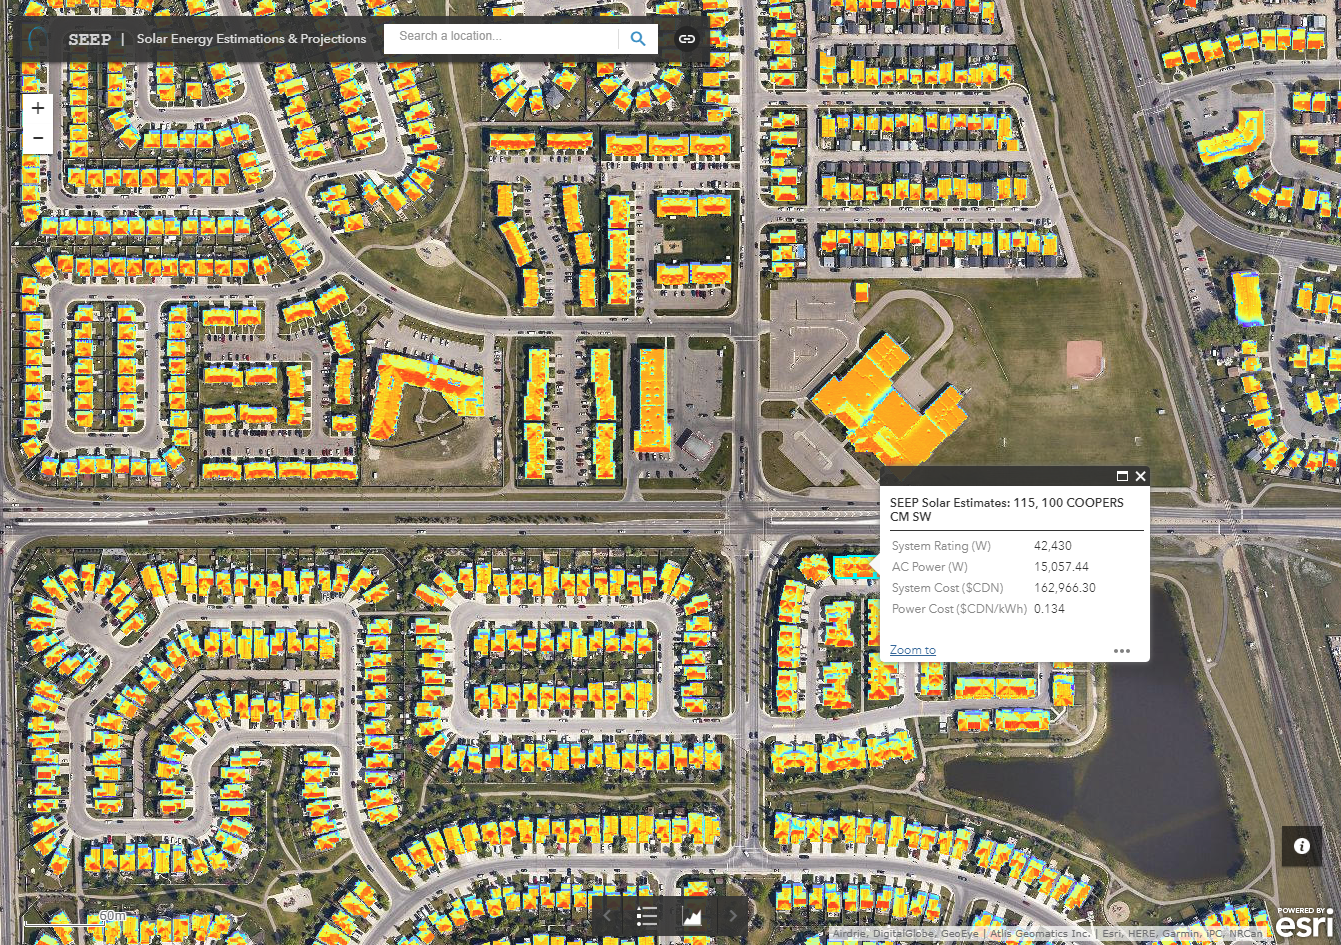 SEEP | Solar Energy Estimations & Projections
Search a location...
+
−
SEEP Solar Estimates: 115, 100 COOPERS
CM SW
System Rating (W) 42,430
AC Power (W) 15,057.44
System Cost ($CDN) 162,966.30
Power Cost ($CDN/kWh) 0.134
Zoom to
60m
POWERED BY
esri
Airdrie, DigitalGlobe, GeoEye | Atlis Geomatics Inc. | Esri, HERE, Garmin, iPC, NRCan